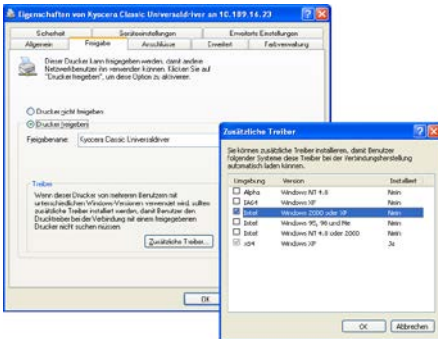 Eigenschaften von Kyocera Classic Universaldriver an 10.189.16.23
Sicherheit
Geräteeinstellungen
Erweiterte Einstellungen
Allgemein
Freigabe
Anschlüsse
Erweitert
Farbverwaltung
Dieser Drucker kann freigegeben werden, damit andere
Netzwerkbenutzer ihn verwenden können. Klicken Sie auf
"Drucker freigeben", um diese Option zu aktivieren.
Drucker nicht freigeben
Drucker freigeben
Freigabename: Kyocera Classic Universaldriver
Treiber
Wenn dieser Drucker von mehreren Benutzern mit
unterschiedlichen Windows-Versionen verwendet wird, sollten
zusätzliche Treiber installiert werden, damit Benutzer den
Druckertreiber bei der Verbindung mit einem freigegebenen
Drucker nicht suchen müssen.
Zusätzliche Treiber...
OK
Zusätzliche Treiber
Sie können zusätzliche Treiber installieren, damit Benutzer
folgender Systeme diese Treiber bei der Verbindungsherstellung
automatisch laden können.
Umgebung Version Installiert
Alpha Windows NT 4.0 Nein
IA64 Windows XP Nein
Intel Windows 2000 oder XP Nein
Intel Windows 95, 98 und Me Nein
Intel Windows NT 4.0 oder 2000 Nein
x64 Windows XP Ja
OK Abbrechen